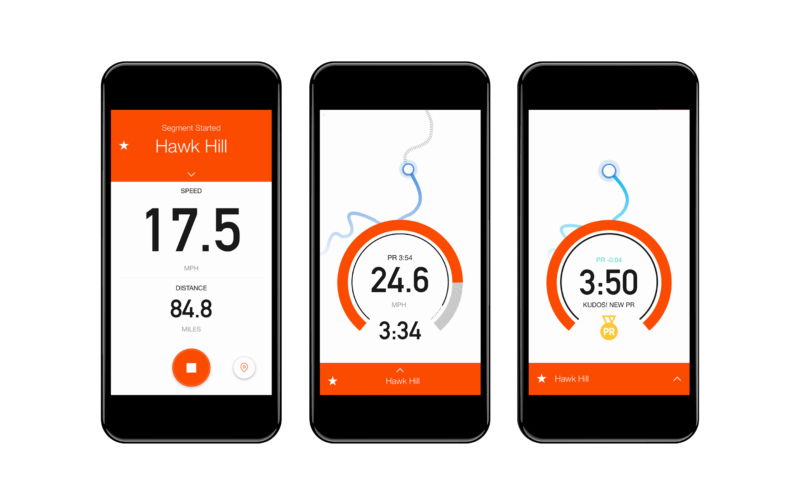 Segment Started
Hawk Hill
SPEED
17.5
MPH
DISTANCE
84.8
MILES
PR 3:54
24.6
MPH
3:34
Hawk Hill
PR -0:04
3:50
KUDOS! NEW PR
PR
Hawk Hill